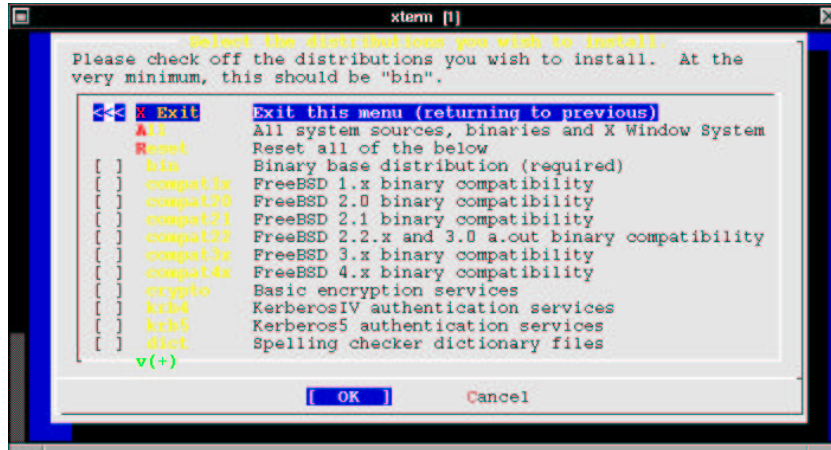 xterm [1]
Select the distributions you wish to install.
Please check off the distributions you wish to install. At the
very minimum, this should be "bin".
<<< X Exit Exit this menu (returning to previous)
All All system sources, binaries and X Window System
Reset Reset all of the below
[ ] bin Binary base distribution (required)
[ ] compat1x FreeBSD 1.x binary compatibility
[ ] compat20 FreeBSD 2.0 binary compatibility
[ ] compat21 FreeBSD 2.1 binary compatibility
[ ] compat22 FreeBSD 2.2.x and 3.0 a.out binary compatibility
[ ] compat3x FreeBSD 3.x binary compatibility
[ ] compat4x FreeBSD 4.x binary compatibility
[ ] crypto Basic encryption services
[ ] krb4 KerberosIV authentication services
[ ] krb5 Kerberos5 authentication services
[ ] dict Spelling checker dictionary files
v(+)
[ OK ] Cancel